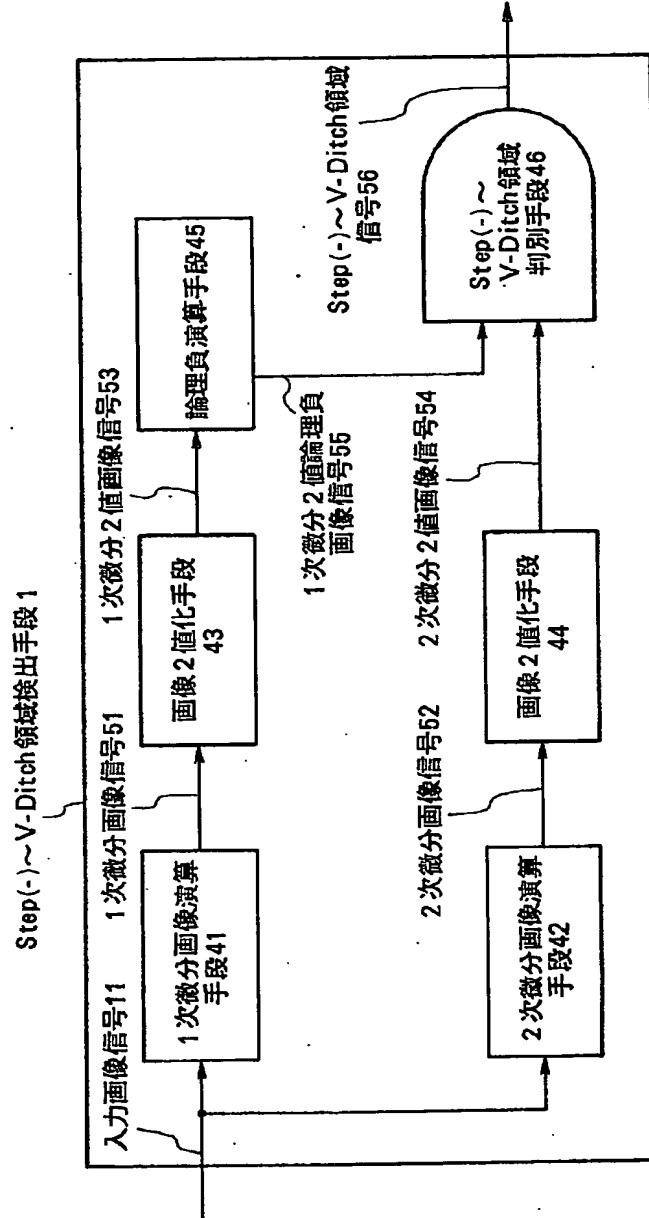 Step(-)～V-Ditch領域検出手段1
入力画像信号11
1次微分画像演算
手段41
1次微分画像信号51
画像2値化手段
43
1次微分2値画像信号53
論理負演算手段45
1次微分2値論理負
画像信号55
2次微分画像演算
手段42
2次微分画像信号52
画像2値化手段
44
2次微分2値画像信号54
Step(-)～
V-Ditch領域
判別手段46
Step(-)～V-Ditch領域
信号56